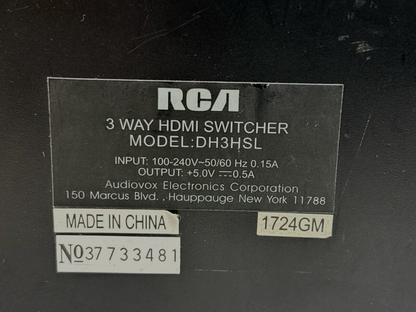 RCA
3 WAY HDMI SWITCHER
MODEL:DH3HSL
INPUT: 100-240V~50/60 Hz 0.15A
OUTPUT: +5.0V ⎓0.5A
Audiovox Electronics Corporation
150 Marcus Blvd. , Hauppauge New York 11788
MADE IN CHINA
1724GM
№37733481